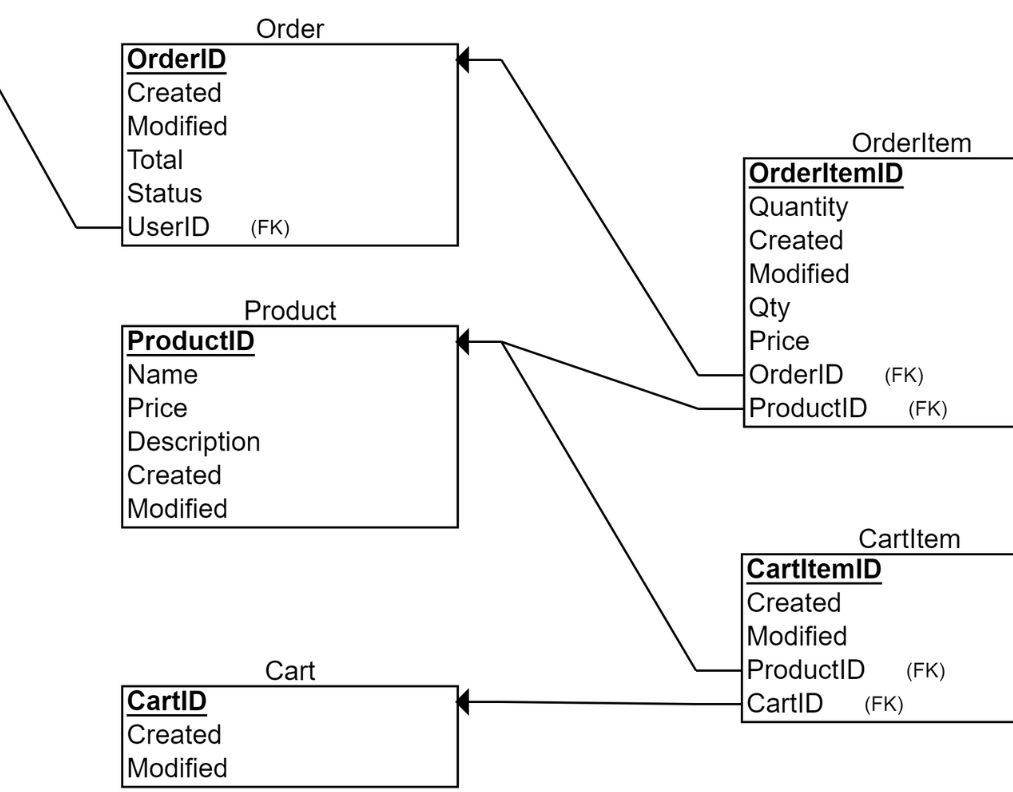 Order
OrderID
Created
Modified
Total
Status
UserID (FK)
Product
ProductID
Name
Price
Description
Created
Modified
Cart
CartID
Created
Modified
OrderItem
OrderItemID
Quantity
Created
Modified
Qty
Price
OrderID (FK)
ProductID (FK)
CartItem
CartItemID
Created
Modified
ProductID (FK)
CartID (FK)